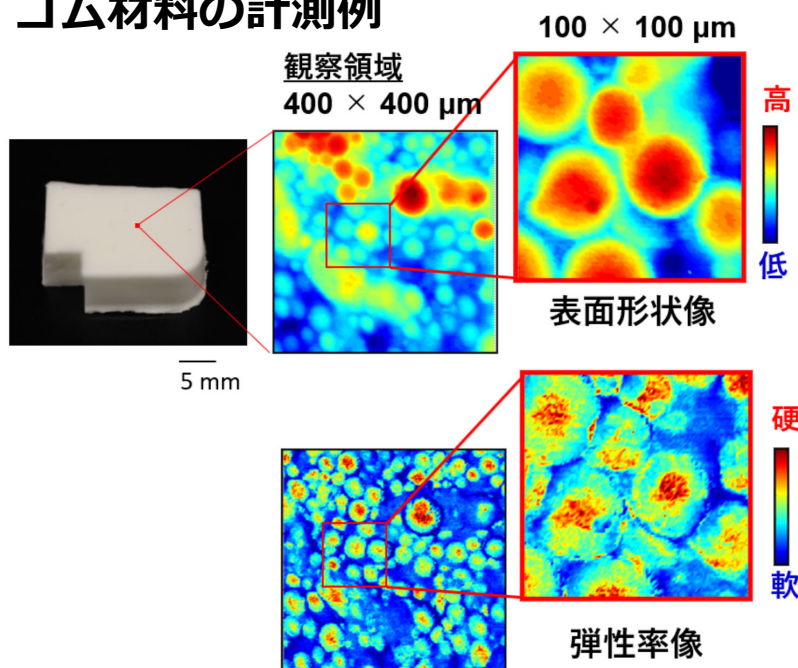 ゴム材料の計測例
100 × 100 μm
観察領域
400 × 400 μm
高
低
表面形状像
5 mm
硬
軟
弾性率像